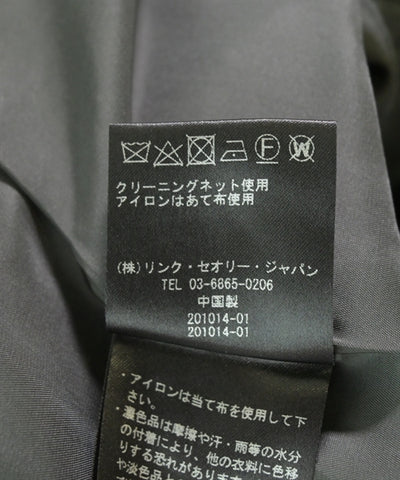 クリーニングネット使用
アイロンはあて布使用
(株)リンク・セオリー・ジャパン
TEL 03-6865-0206
中国製
201014-01
201014-01
・アイロンは当て布を使用して下
さい。
・濃色品は摩擦や汗・雨等の水分
の付着により、他の衣料に色移
りする恐れがあります
や淡色品と